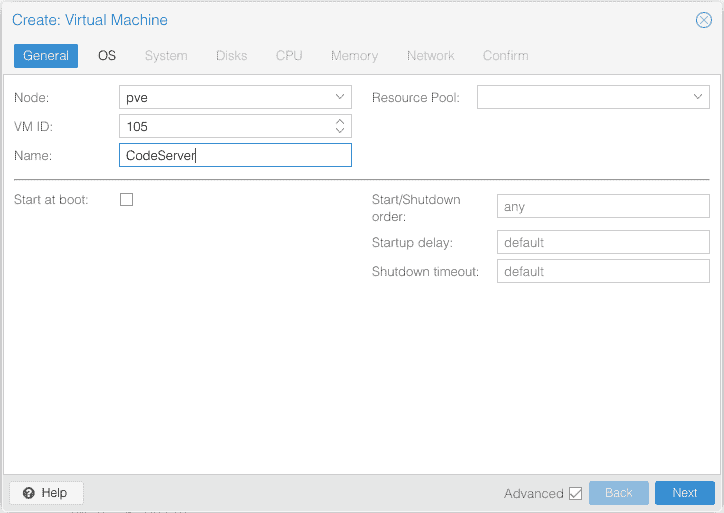 Create: Virtual Machine
General OS System Disks CPU Memory Network Confirm
Node: pve Resource Pool:
VM ID: 105
Name: CodeServer
Start at boot: Start/Shutdown order: any
Startup delay: default
Shutdown timeout: default
Help Advanced Back Next